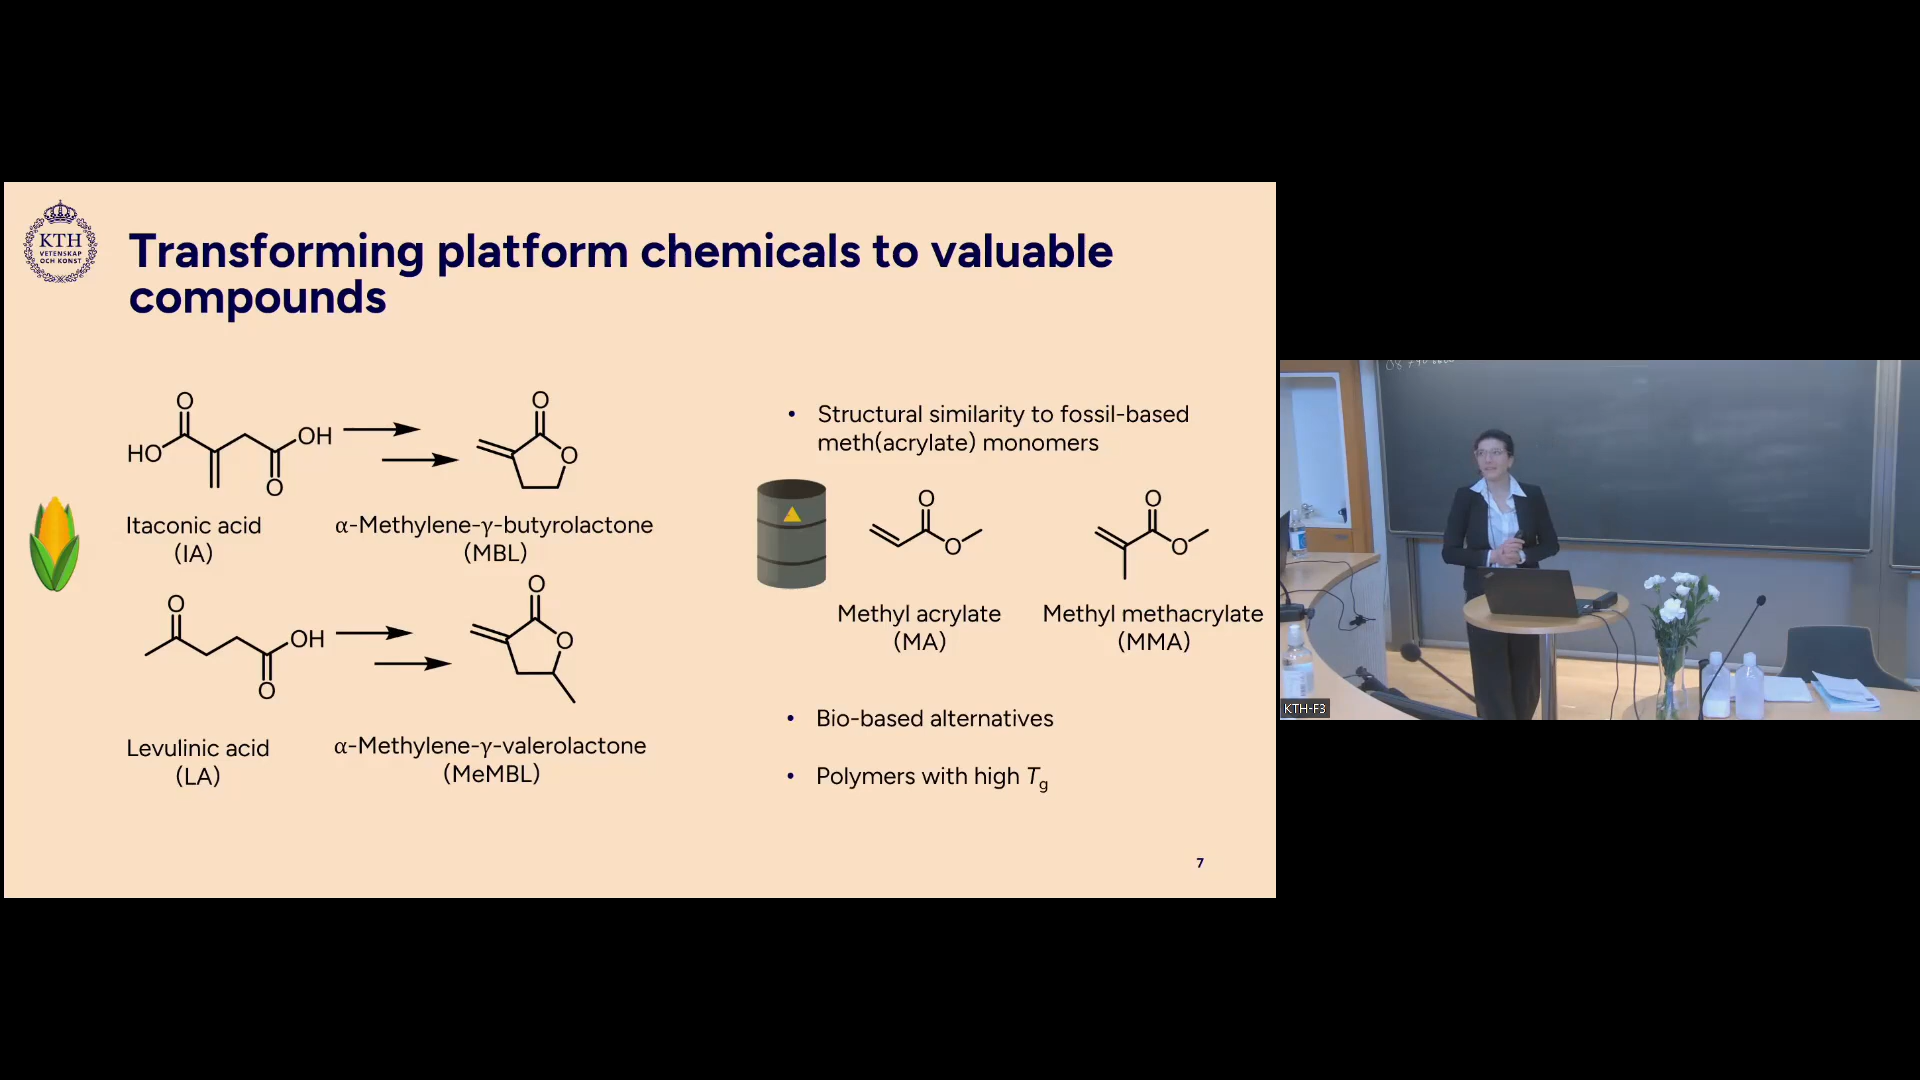 KTH
VETENSKAP
OCH KONST
Transforming platform chemicals to valuable
compounds
O
HO
OH
O
O
O
Itaconic acid
(IA)
α-Methylene-γ-butyrolactone
(MBL)
O
OH
O
O
O
Levulinic acid
(LA)
α-Methylene-γ-valerolactone
(MeMBL)
• Structural similarity to fossil-based
meth(acrylate) monomers
O
O
O
O
Methyl acrylate
(MA)
Methyl methacrylate
(MMA)
• Bio-based alternatives
• Polymers with high Tg
7
KTH-F3